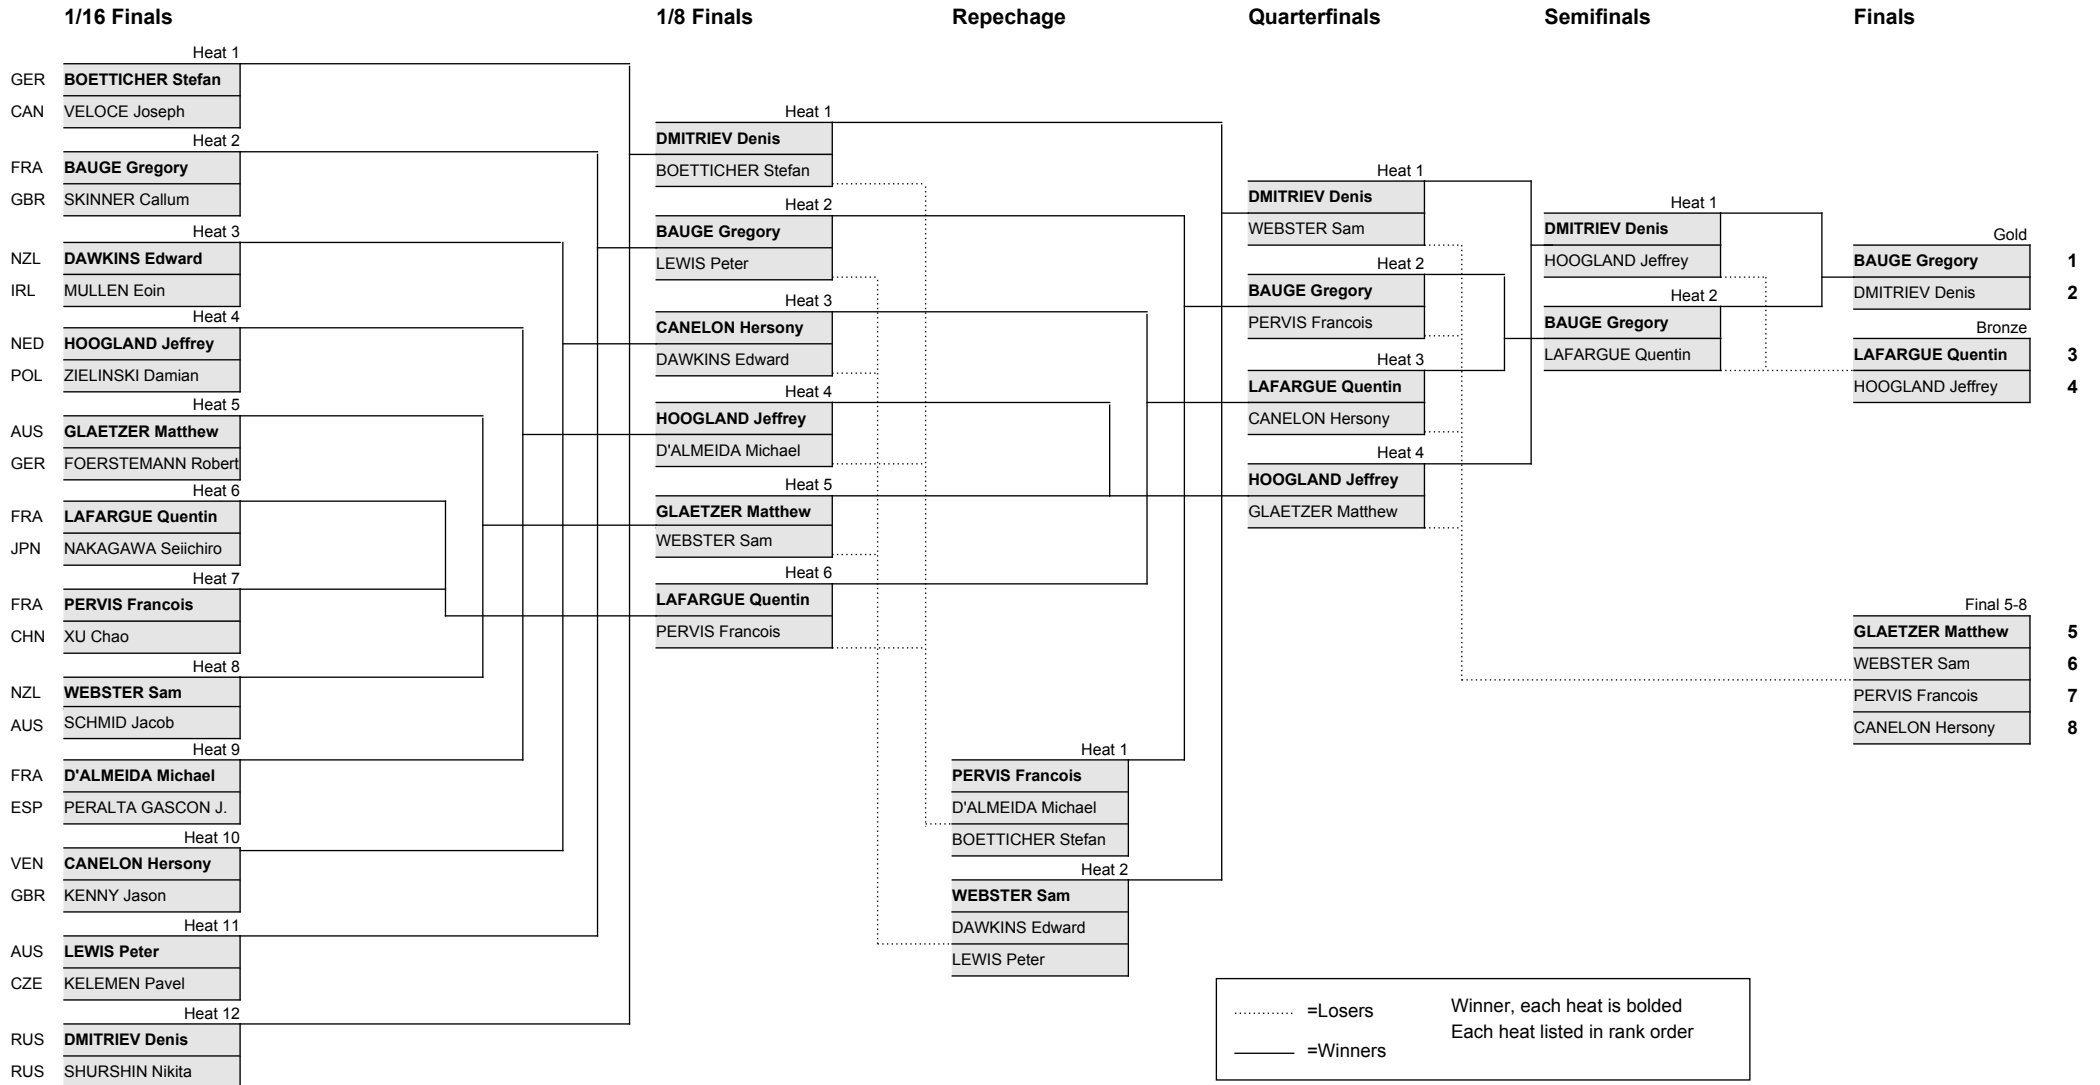 1/16 Finals 1/8 Finals Repechage Quarterfinals Semifinals Finals
Heat 1
GER BOETTICHER Stefan
CAN VELOCE Joseph
Heat 2
FRA BAUGE Gregory
GBR SKINNER Callum
Heat 3
NZL DAWKINS Edward
IRL MULLEN Eoin
Heat 4
NED HOOGLAND Jeffrey
POL ZIELINSKI Damian
Heat 5
AUS GLAETZER Matthew
GER FOERSTEMANN Robert
Heat 6
FRA LAFARGUE Quentin
JPN NAKAGAWA Seiichiro
Heat 7
FRA PERVIS Francois
CHN XU Chao
Heat 8
NZL WEBSTER Sam
AUS SCHMID Jacob
Heat 9
FRA D'ALMEIDA Michael
ESP PERALTA GASCON J.
Heat 10
VEN CANELON Hersony
GBR KENNY Jason
Heat 11
AUS LEWIS Peter
CZE KELEMEN Pavel
Heat 12
RUS DMITRIEV Denis
RUS SHURSHIN Nikita
Heat 1
DMITRIEV Denis
BOETTICHER Stefan
Heat 2
BAUGE Gregory
LEWIS Peter
Heat 3
CANELON Hersony
DAWKINS Edward
Heat 4
HOOGLAND Jeffrey
D'ALMEIDA Michael
Heat 5
GLAETZER Matthew
WEBSTER Sam
Heat 6
LAFARGUE Quentin
PERVIS Francois
Heat 1
PERVIS Francois
D'ALMEIDA Michael
BOETTICHER Stefan
Heat 2
WEBSTER Sam
DAWKINS Edward
LEWIS Peter
Heat 1
DMITRIEV Denis
WEBSTER Sam
Heat 2
BAUGE Gregory
PERVIS Francois
Heat 3
LAFARGUE Quentin
CANELON Hersony
Heat 4
HOOGLAND Jeffrey
GLAETZER Matthew
Heat 1
DMITRIEV Denis
HOOGLAND Jeffrey
Heat 2
BAUGE Gregory
LAFARGUE Quentin
Gold
BAUGE Gregory 1
DMITRIEV Denis 2
Bronze
LAFARGUE Quentin 3
HOOGLAND Jeffrey 4
Final 5-8
GLAETZER Matthew 5
WEBSTER Sam 6
PERVIS Francois 7
CANELON Hersony 8
=Losers Winner, each heat is bolded
Each heat listed in rank order
=Winners